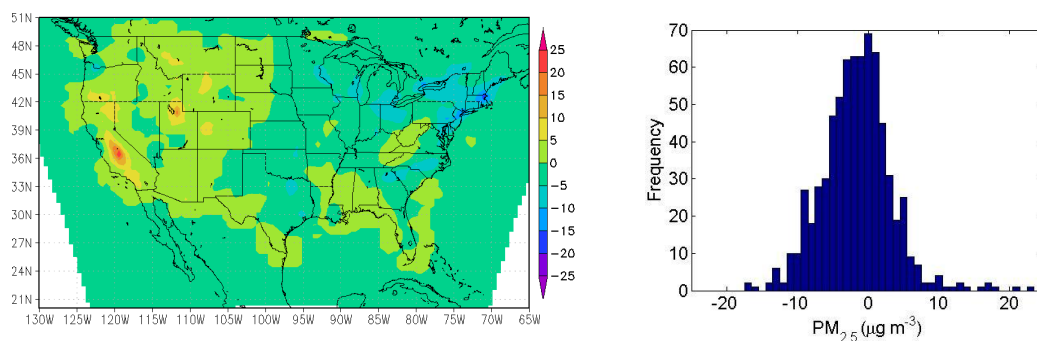 51N
48N
45N
42N
39N
36N
33N
30N
27N
24N
21N
130W 125W 120W 115W 110W 105W 100W 95W 90W 85W 80W 75W 70W 65W
25
20
15
10
5
0
−5
−10
−15
−20
−25
Frequency
70
60
50
40
30
20
10
0
-10 0 10 20
PM2.5 (μg m-3)